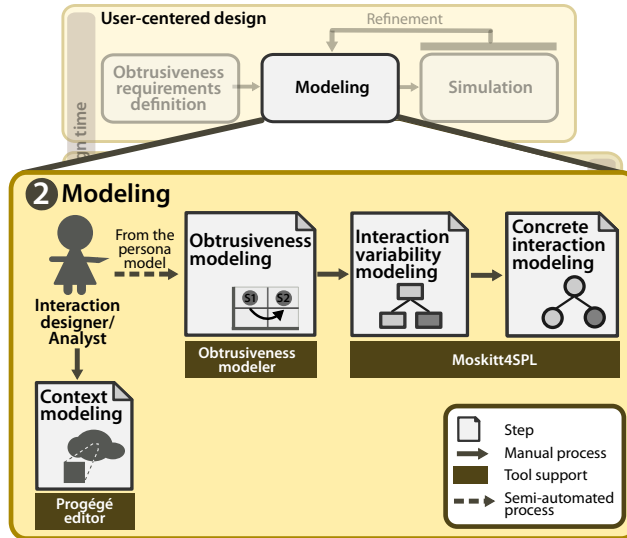 User-centered design
Refinement
Obtrusiveness
requirements
definition
Modeling
Simulation
gn time
2 Modeling
From the
persona
model
Obtrusiveness
modeling
S1 S2
Interaction
variability
modeling
Concrete
interaction
modeling
Interaction
designer/
Analyst
Obtrusiveness
modeler
Moskitt4SPL
Context
modeling
Progégé
editor
Step
Manual process
Tool support
Semi-automated
process